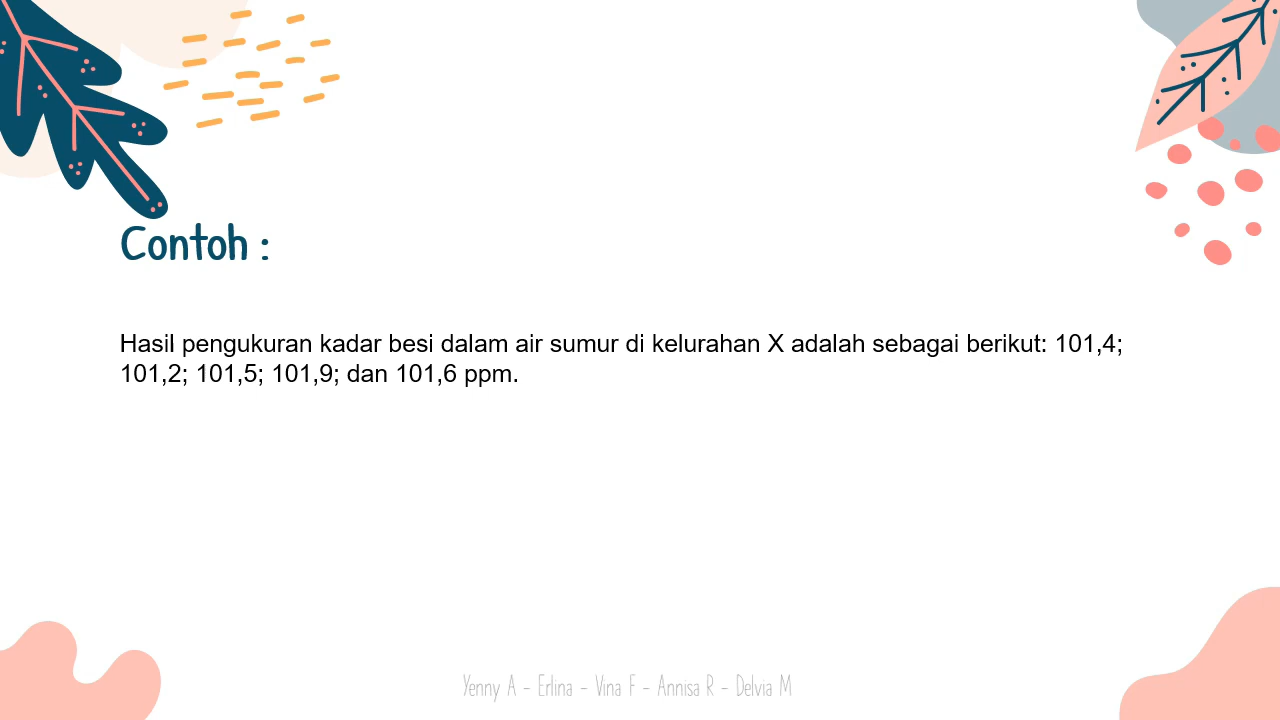 Contoh :
Hasil pengukuran kadar besi dalam air sumur di kelurahan X adalah sebagai berikut: 101,4;
101,2; 101,5; 101,9; dan 101,6 ppm.
Yenny A - Erlina - Vina F - Annisa R - Delvia M